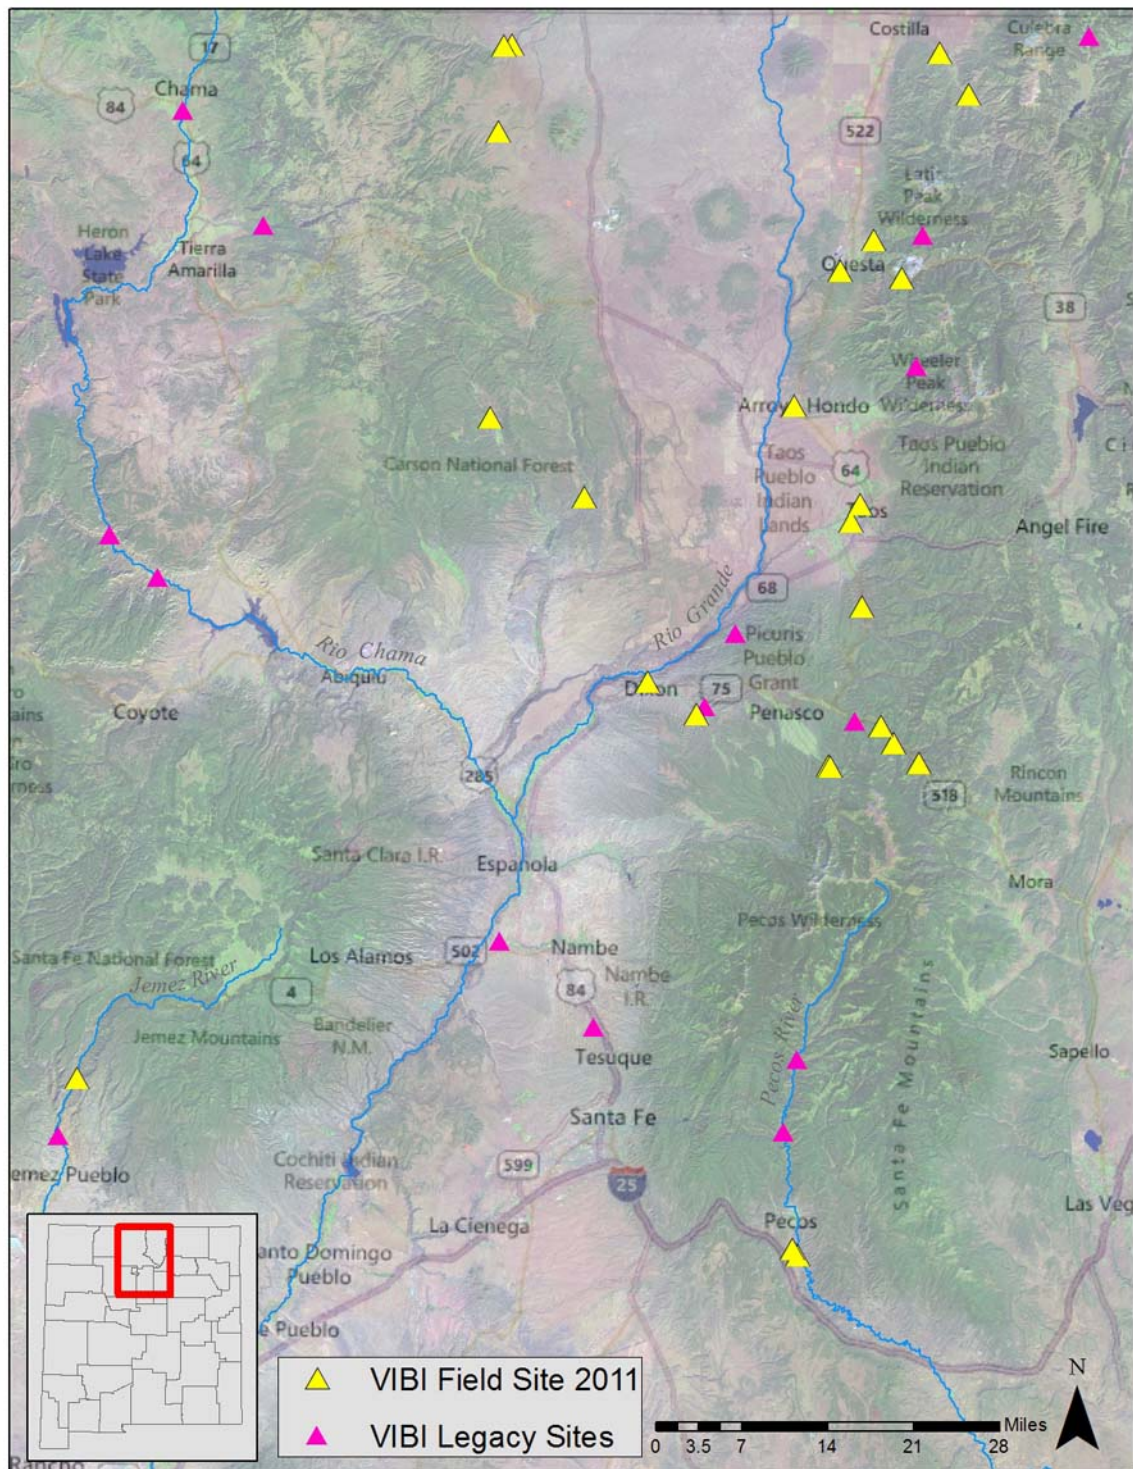 Costilla
Culebra
Range
17
Chama
84
64
522
Latir
Peak
Wilderness
Heron
Lake
State
Park
Tierra
Amarilla
Questa
38
Wheeler
Peak
Wilderness
Arroyo Hondo
Carson National Forest
Taos
Pueblo
Indian
Lands
64
Taos Pueblo
Indian
Reservation
Taos
Angel Fire
68
Rio Grande
Picuris
Pueblo
Grant
Rio Chama
Abiquiu
Coyote
Dixon
75
Penasco
285
518
Rincon
Mountains
Santa Clara I.R.
Espanola
Mora
Pecos Wilderness
Santa Fe National Forest
Los Alamos
502
Nambe
Jemez River
4
84
Nambe
I.R.
Jemez Mountains
Bandelier
N.M.
Tesuque
Pecos River
Santa Fe Mountains
Sapello
Santa Fe
Cochiti Indian
Reservation
599
25
emez Pueblo
La Cienega
Pecos
Las Veg
anto Domingo
Pueblo
e Pueblo
VIBI Field Site 2011
VIBI Legacy Sites
N
Miles
0 3.5 7 14 21 28
Rancho